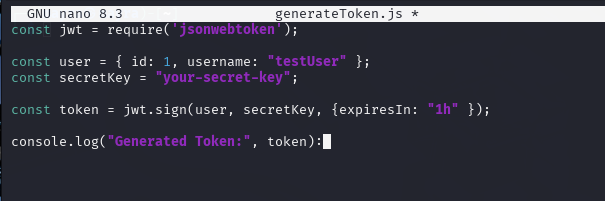 GNU nano 8.3 generateToken.js *
const jwt = require('jsonwebtoken');
const user = { id: 1, username: "testUser" };
const secretKey = "your-secret-key";
const token = jwt.sign(user, secretKey, {expiresIn: "1h" });
console.log("Generated Token:", token):